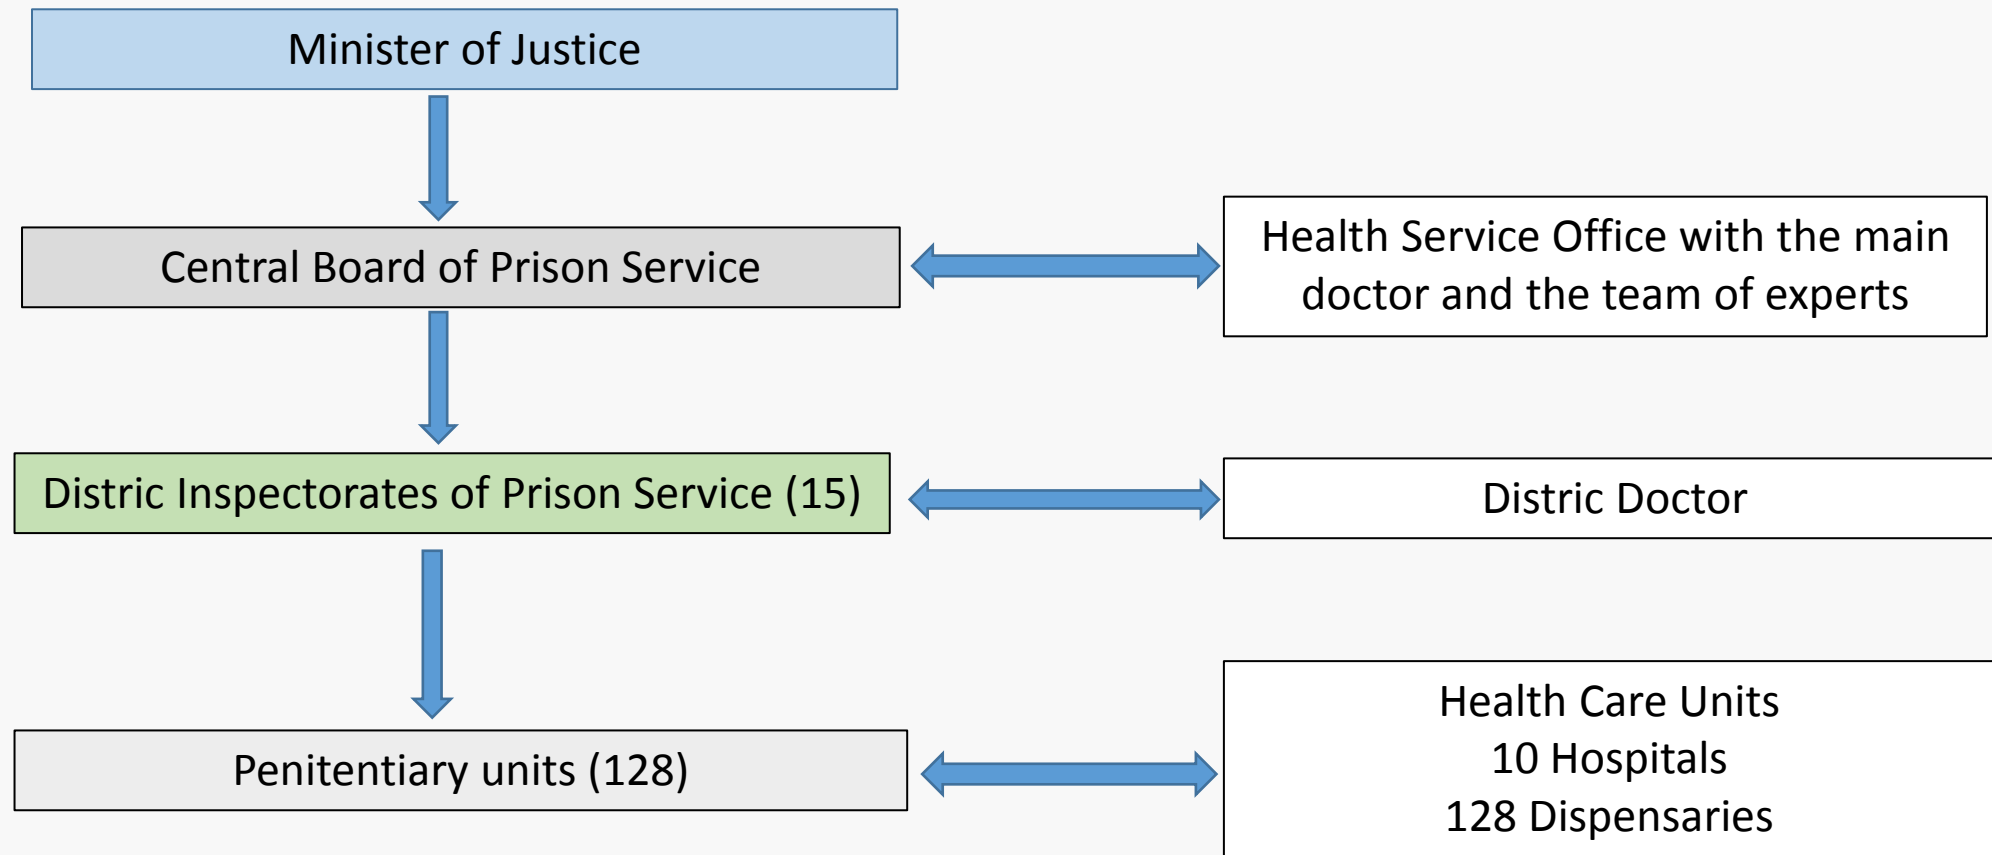 Minister of Justice
Central Board of Prison Service
Health Service Office with the main
doctor and the team of experts
Distric Inspectorates of Prison Service (15)
Distric Doctor
Penitentiary units (128)
Health Care Units
10 Hospitals
128 Dispensaries